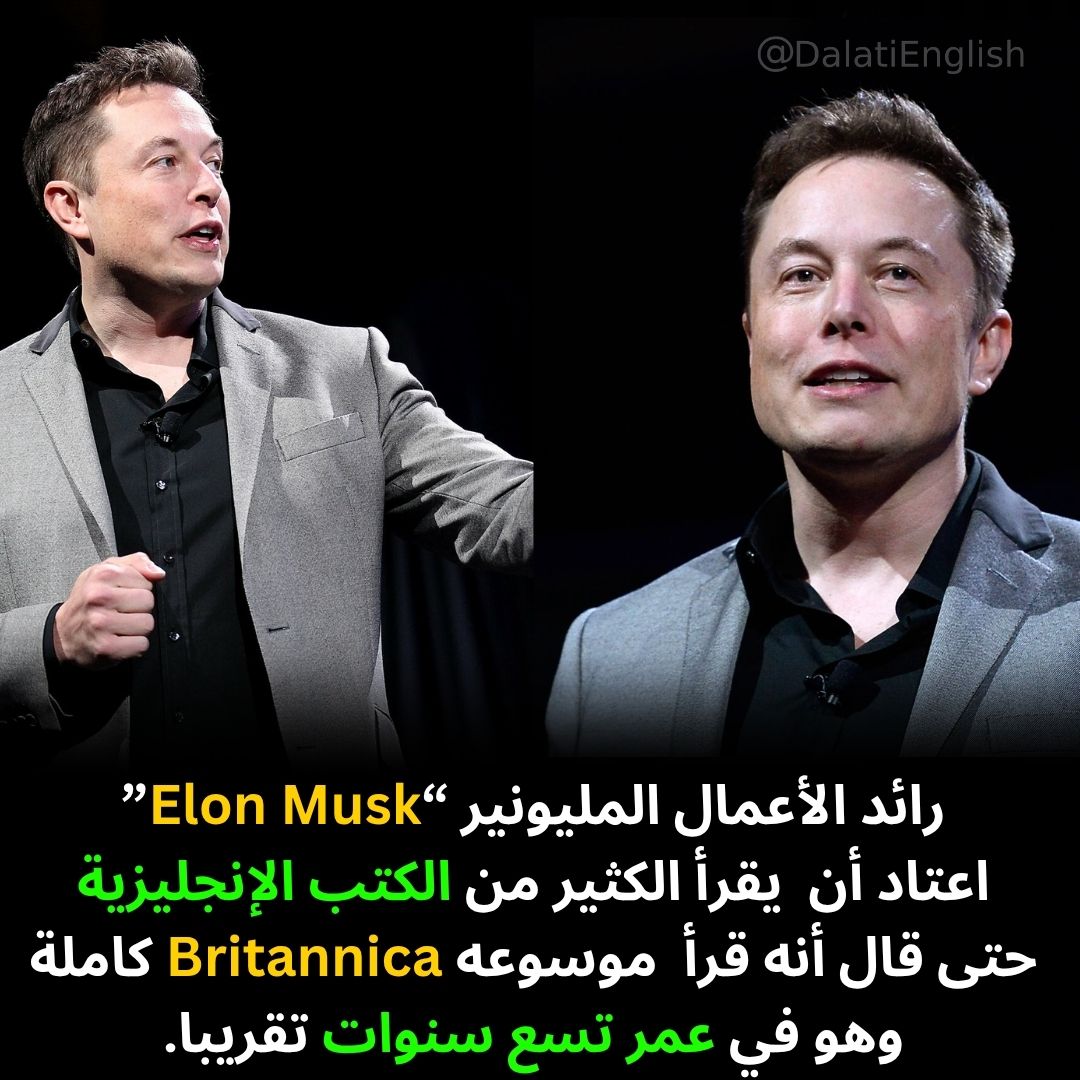 @DalatiEnglish
رائد الأعمال المليونير “Elon Musk”
اعتاد أن يقرأ الكثير من الكتب الإنجليزية
حتى قال أنه قرأ موسوعه Britannica كاملة
وهو في عمر تسع سنوات تقريبا.